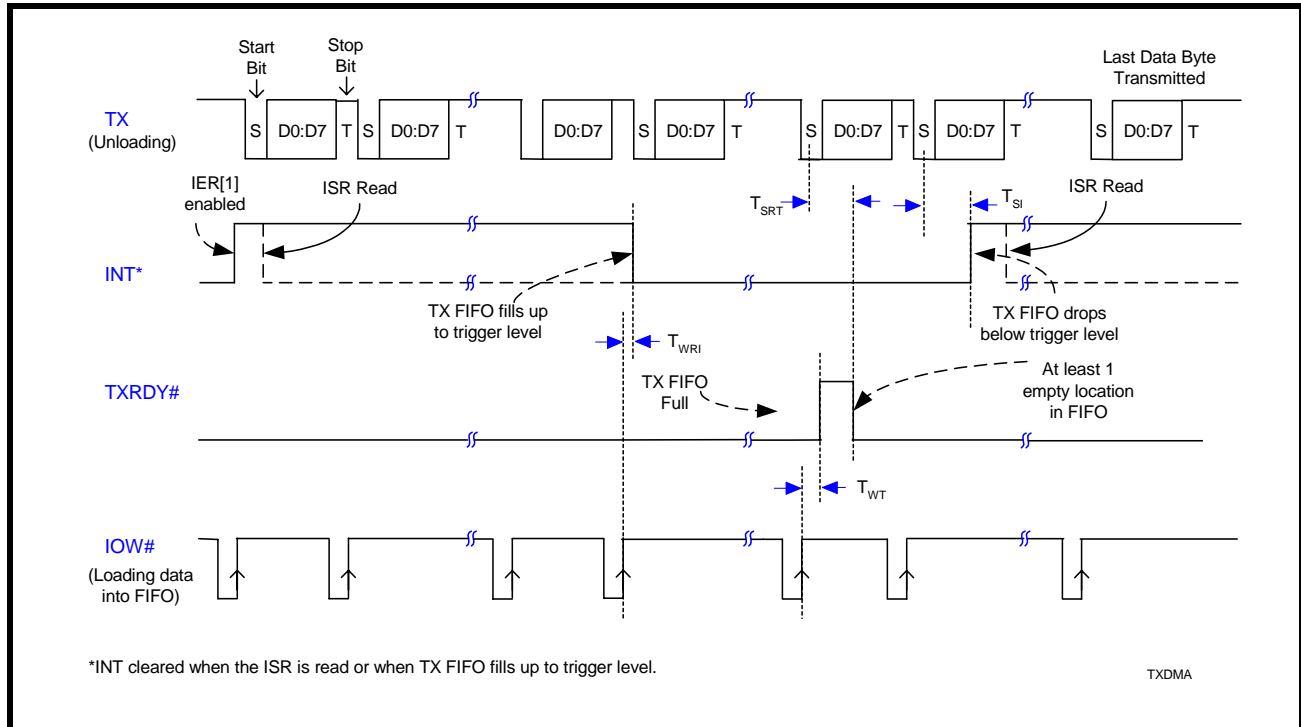 Start
Bit
Stop
Bit
Last Data Byte
Transmitted
TX
(Unloading)
S D0:D7 T S D0:D7 T D0:D7 S D0:D7 T S D0:D7 T S D0:D7 T S D0:D7 T
IER[1]
enabled
ISR Read
TSRT
TSI
ISR Read
INT*
TX FIFO fills up
to trigger level
TX FIFO drops
below trigger level
TWRI
TXRDY#
TX FIFO
Full
At least 1
empty location
in FIFO
TWT
IOW#
(Loading data
into FIFO)
*INT cleared when the ISR is read or when TX FIFO fills up to trigger level.
TXDMA